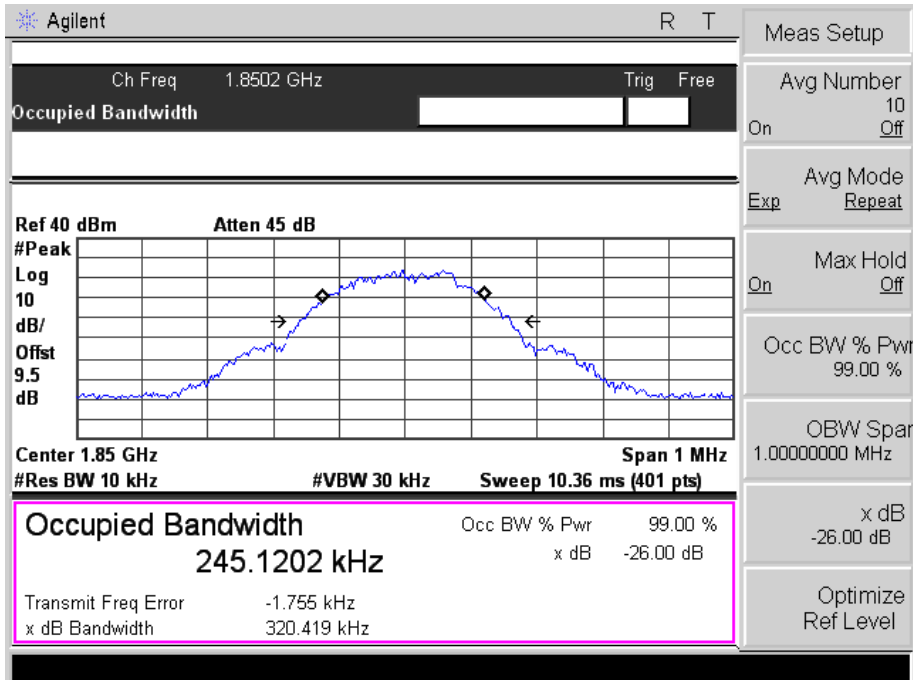 Agilent R T
Ch Freq 1.8502 GHz Trig Free
Occupied Bandwidth
Ref 40 dBm Atten 45 dB
#Peak
Log
10
dB/
Offst
9.5
dB
Center 1.85 GHz Span 1 MHz
#Res BW 10 kHz #VBW 30 kHz Sweep 10.36 ms (401 pts)
Occupied Bandwidth
245.1202 kHz
Occ BW % Pwr 99.00 %
x dB -26.00 dB
Transmit Freq Error -1.755 kHz
x dB Bandwidth 320.419 kHz
Meas Setup
Avg Number
10
On Off
Avg Mode
Exp Repeat
Max Hold
On Off
Occ BW % Pwr
99.00 %
OBW Span
1.00000000 MHz
x dB
-26.00 dB
Optimize
Ref Level